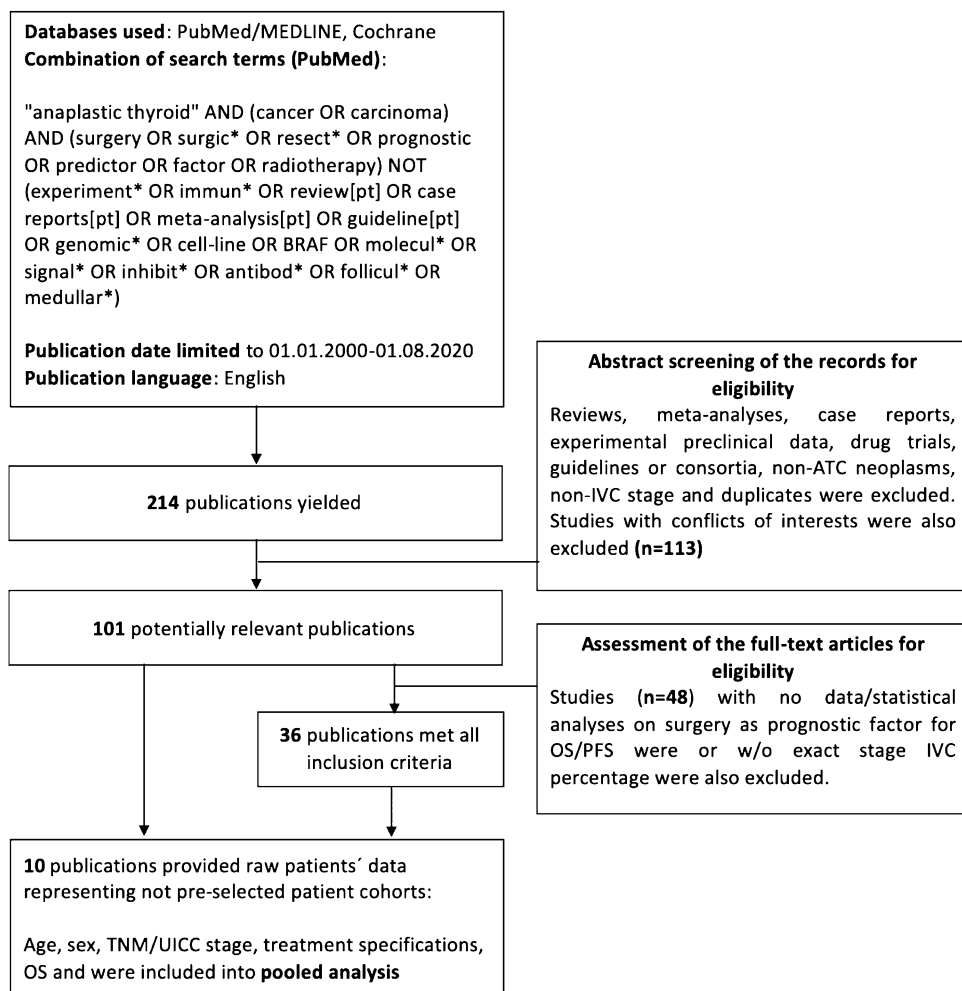 Databases used: PubMed/MEDLINE, Cochrane
Combination of search terms (PubMed):
"anaplastic thyroid" AND (cancer OR carcinoma)
AND (surgery OR surgic* OR resect* OR prognostic
OR predictor OR factor OR radiotherapy) NOT
(experiment* OR immun* OR review[pt] OR case
reports[pt] OR meta-analysis[pt] OR guideline[pt]
OR genomic* OR cell-line OR BRAF OR molecul* OR
signal* OR inhibit* OR antibod* OR follicul* OR
medullar*)
Publication date limited to 01.01.2000-01.08.2020
Publication language: English
Abstract screening of the records for
eligibility
Reviews, meta-analyses, case reports,
experimental preclinical data, drug trials,
guidelines or consortia, non-ATC neoplasms,
non-IVC stage and duplicates were excluded.
Studies with conflicts of interests were also
excluded (n=113)
214 publications yielded
101 potentially relevant publications
Assessment of the full-text articles for
eligibility
Studies (n=48) with no data/statistical
analyses on surgery as prognostic factor for
OS/PFS were or w/o exact stage IVC
percentage were also excluded.
36 publications met all
inclusion criteria
10 publications provided raw patients´ data
representing not pre-selected patient cohorts:
Age, sex, TNM/UICC stage, treatment specifications,
OS and were included into pooled analysis